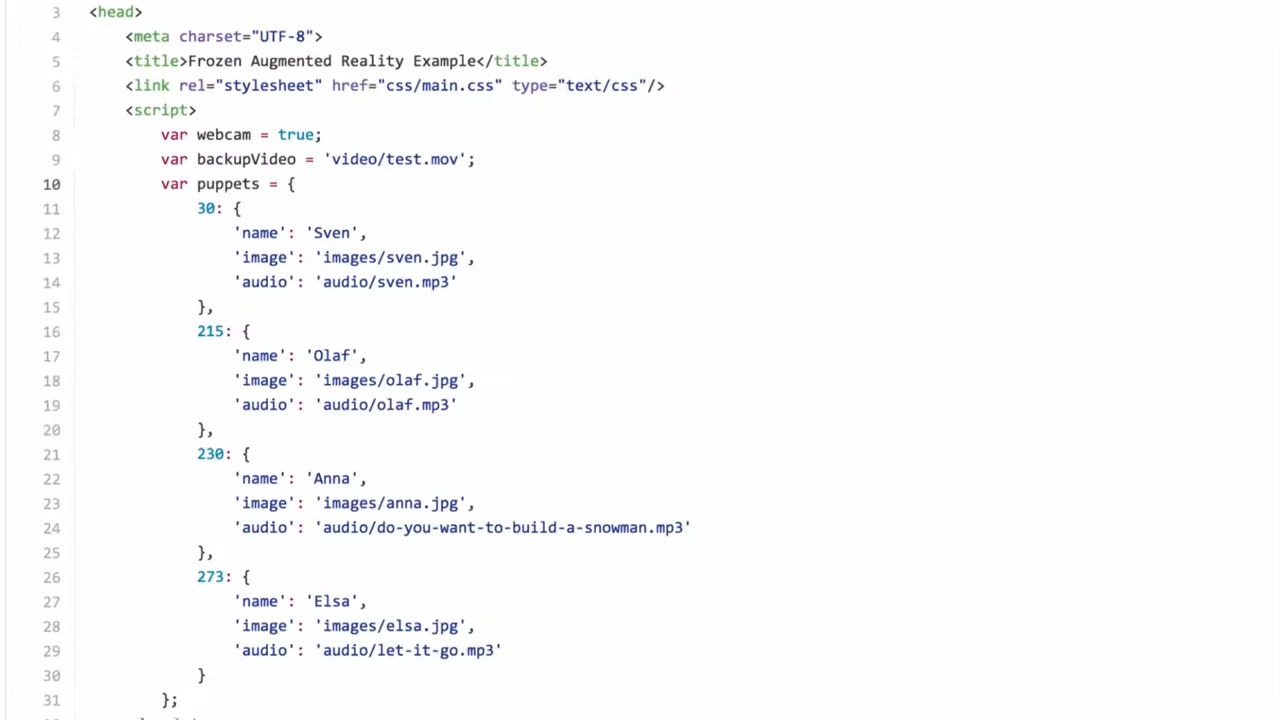 3 <head>
4 <meta charset="UTF-8">
5 <title>Frozen Augmented Reality Example</title>
6 <link rel="stylesheet" href="css/main.css" type="text/css"/>
7 <script>
8 var webcam = true;
9 var backupVideo = 'video/test.mov';
10 var puppets = {
11 30: {
12 'name': 'Sven',
13 'image': 'images/sven.jpg',
14 'audio': 'audio/sven.mp3'
15 },
16 215: {
17 'name': 'Olaf',
18 'image': 'images/olaf.jpg',
19 'audio': 'audio/olaf.mp3'
20 },
21 230: {
22 'name': 'Anna',
23 'image': 'images/anna.jpg',
24 'audio': 'audio/do-you-want-to-build-a-snowman.mp3'
25 },
26 273: {
27 'name': 'Elsa',
28 'image': 'images/elsa.jpg',
29 'audio': 'audio/let-it-go.mp3'
30 }
31 };